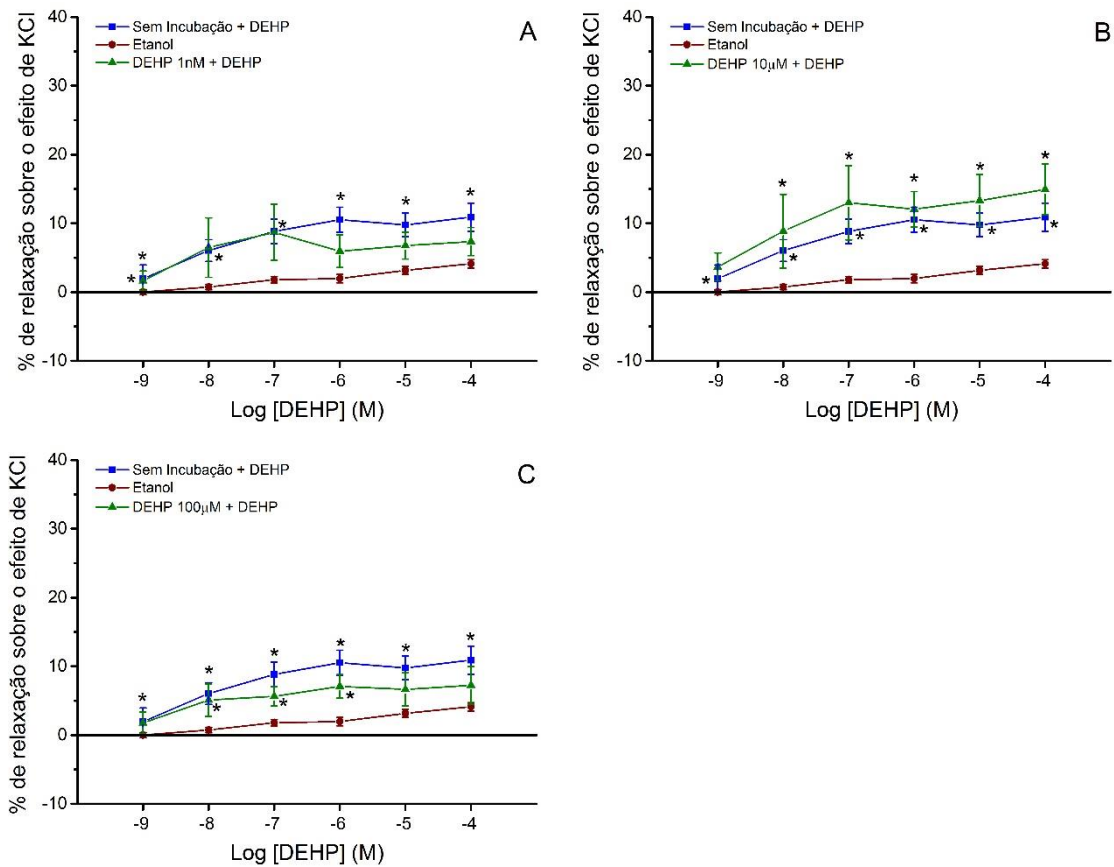 A
Sem Incubação + DEHP
Etanol
DEHP 1nM + DEHP
% de relaxação sobre o efeito de KCl
40
30
20
10
0
-10
* * * * * * * *
-9 -8 -7 -6 -5 -4
Log [DEHP] (M)
B
Sem Incubação + DEHP
Etanol
DEHP 10μM + DEHP
% de relaxação sobre o efeito de KCl
40
30
20
10
0
-10
* * * * * * * * * * *
-9 -8 -7 -6 -5 -4
Log [DEHP] (M)
C
Sem Incubação + DEHP
Etanol
DEHP 100μM + DEHP
% de relaxação sobre o efeito de KCl
40
30
20
10
0
-10
* * * * * * * * *
-9 -8 -7 -6 -5 -4
Log [DEHP] (M)